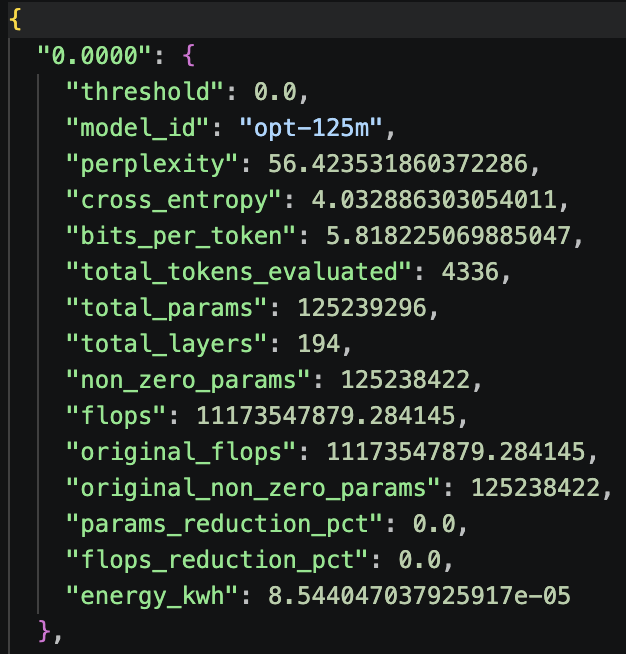 {
"0.0000": {
"threshold": 0.0,
"model_id": "opt-125m",
"perplexity": 56.423531860372286,
"cross_entropy": 4.032886303054011,
"bits_per_token": 5.818225069885047,
"total_tokens_evaluated": 4336,
"total_params": 125239296,
"total_layers": 194,
"non_zero_params": 125238422,
"flops": 11173547879.284145,
"original_flops": 11173547879.284145,
"original_non_zero_params": 125238422,
"params_reduction_pct": 0.0,
"flops_reduction_pct": 0.0,
"energy_kwh": 8.544047037925917e-05
},